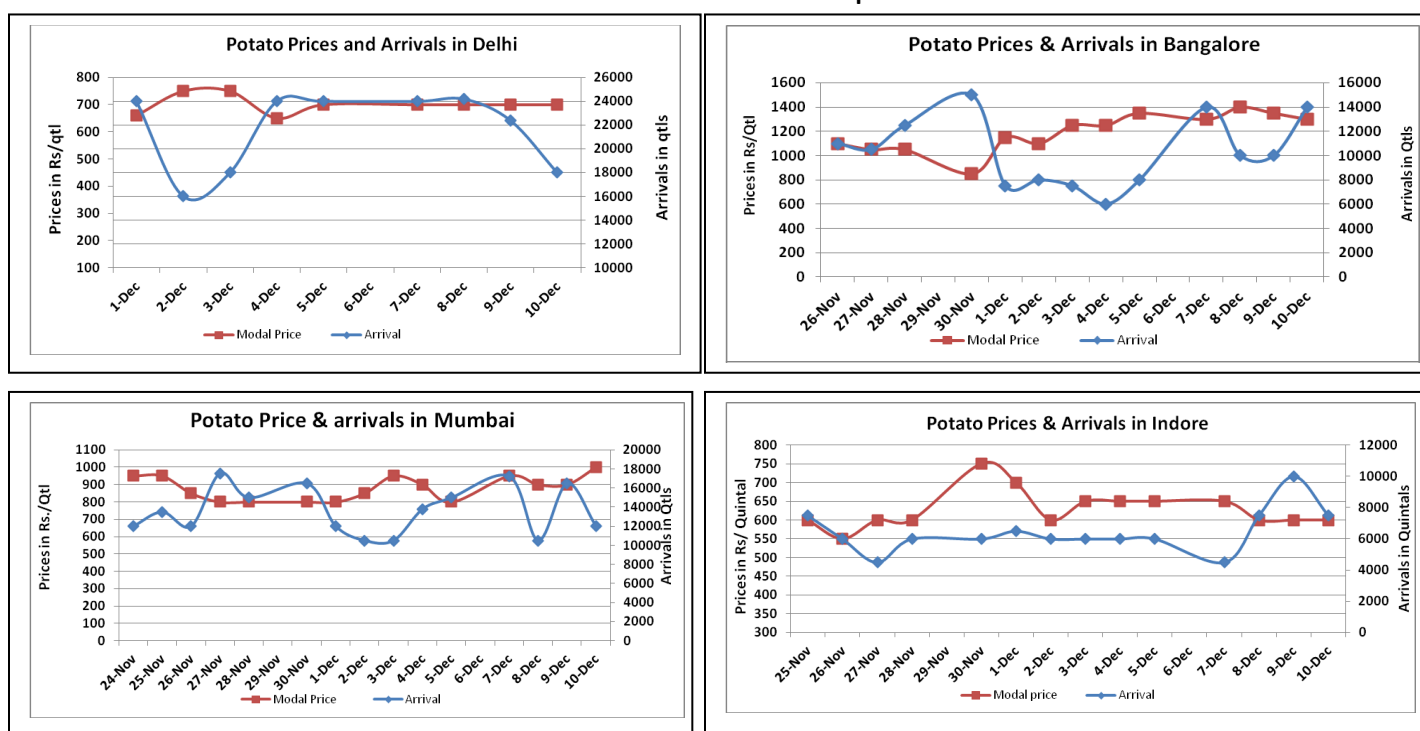 Potato Prices and Arrivals in Delhi
Prices in Rs/qtl
800
700
600
500
400
300
200
100
26000
24000
22000
20000
18000
16000
14000
12000
10000
Arrivals in qtls
1-Dec
2-Dec
3-Dec
4-Dec
5-Dec
6-Dec
7-Dec
8-Dec
9-Dec
10-Dec
Modal Price Arrival
Potato Prices & Arrivals in Bangalore
Prices in Rs/Qtl
1600
1400
1200
1000
800
600
400
200
0
16000
14000
12000
10000
8000
6000
4000
2000
0
Arrivals in Qtls
26-Nov
27-Nov
28-Nov
29-Nov
30-Nov
1-Dec
2-Dec
3-Dec
4-Dec
5-Dec
6-Dec
7-Dec
8-Dec
9-Dec
10-Dec
Modal Price Arrival
Potato Price & arrivals in Mumbai
Prices in Rs./Qtl
1100
1000
900
800
700
600
500
400
300
200
100
0
20000
18000
16000
14000
12000
10000
8000
6000
4000
2000
0
Arrivals in Qtls
24-Nov
25-Nov
26-Nov
27-Nov
28-Nov
29-Nov
30-Nov
1-Dec
2-Dec
3-Dec
4-Dec
5-Dec
6-Dec
7-Dec
8-Dec
9-Dec
10-Dec
Modal Price Arrival
Potato Prices & Arrivals in Indore
Prices in Rs/ Quintal
800
750
700
650
600
550
500
450
400
350
300
12000
10000
8000
6000
4000
2000
0
Arrivals in Quintals
25-Nov
26-Nov
27-Nov
28-Nov
29-Nov
30-Nov
1-Dec
2-Dec
3-Dec
4-Dec
5-Dec
6-Dec
7-Dec
8-Dec
9-Dec
10-Dec
Modal price Arrival